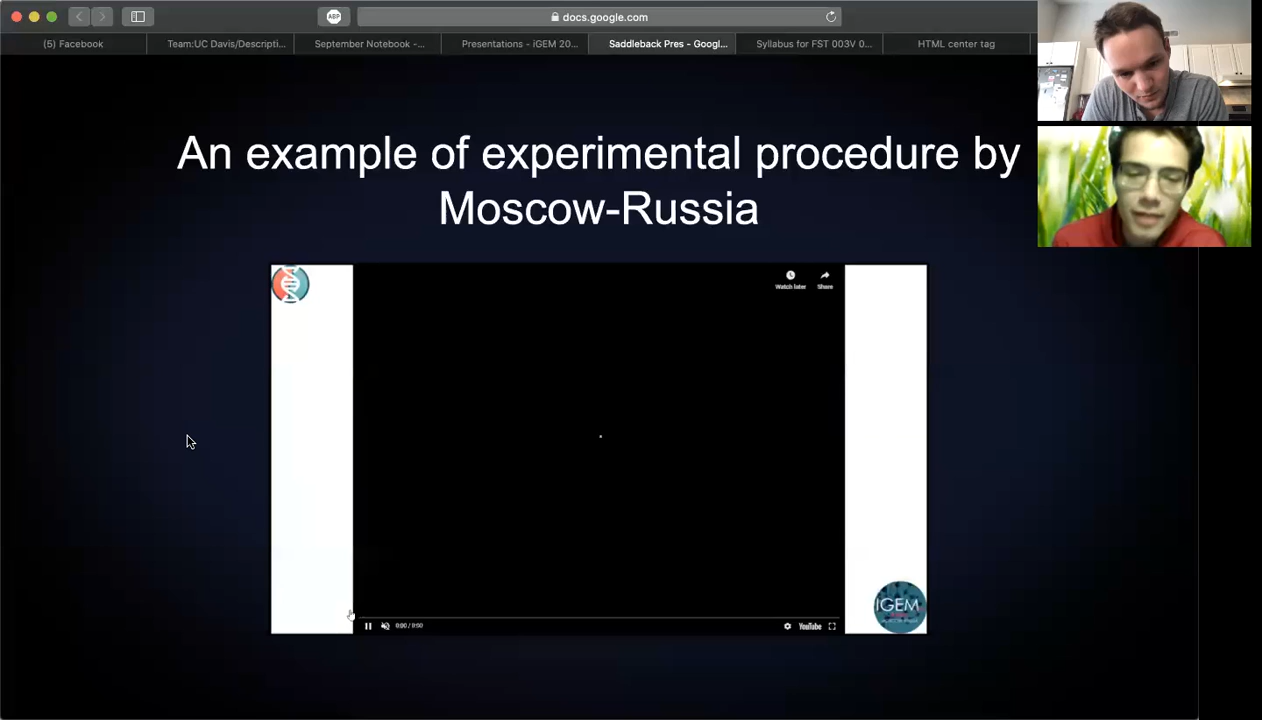 ABP
docs.google.com
(5) Facebook
Team:UC Davis/Descripti...
September Notebook -...
Presentations - iGEM 20...
Saddleback Pres - Googl...
Syllabus for FST 003V 0...
HTML center tag
An example of experimental procedure by
Moscow-Russia
Watch later
Share
IGEM
0:00 / 0:50
YouTube